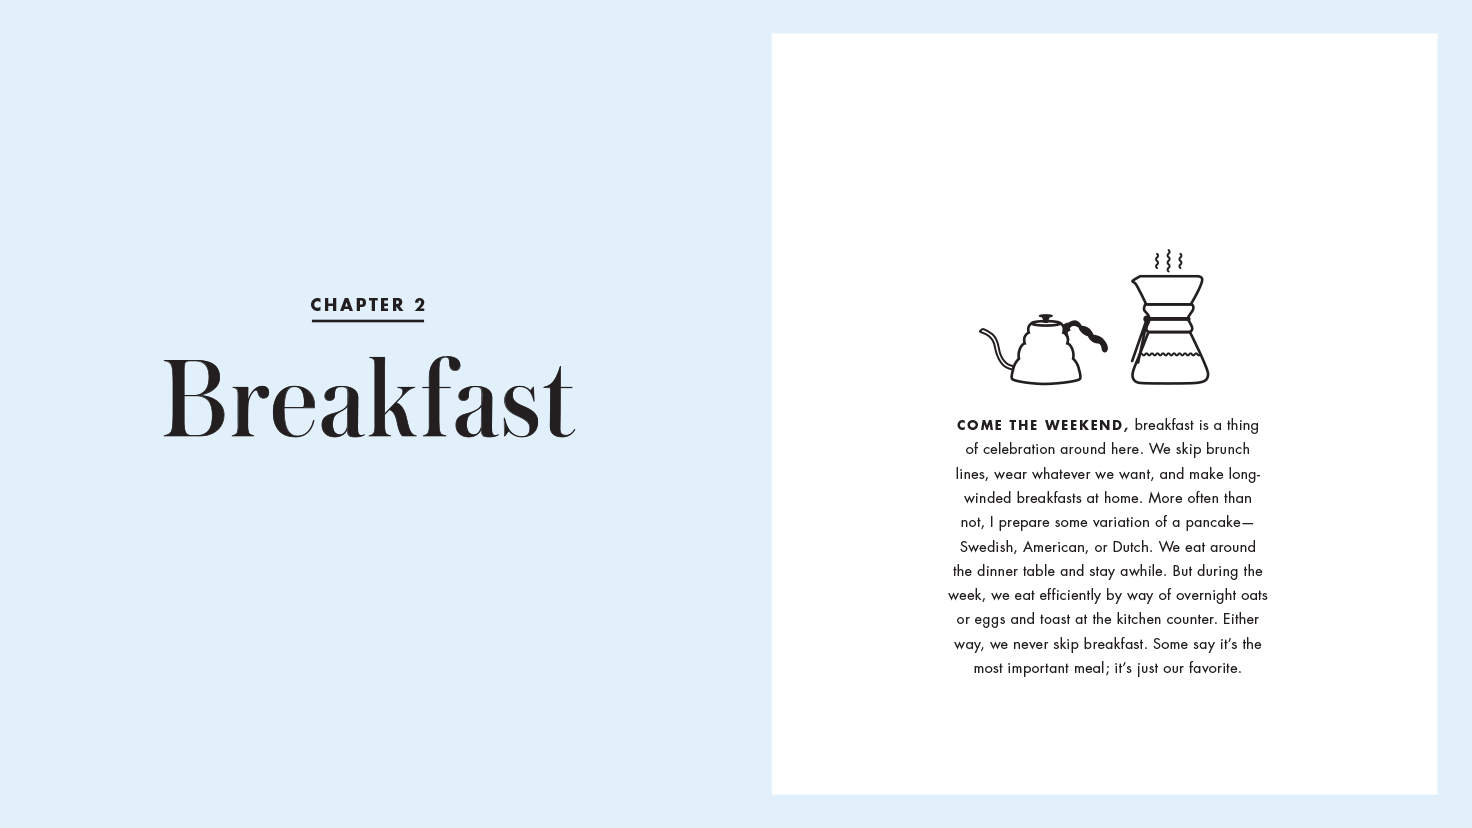 CHAPTER 2
Breakfast
COME THE WEEKEND, breakfast is a thing
of celebration around here. We skip brunch
lines, wear whatever we want, and make long-
winded breakfasts at home. More often than
not, I prepare some variation of a pancake—
Swedish, American, or Dutch. We eat around
the dinner table and stay awhile. But during the
week, we eat efficiently by way of overnight oats
or eggs and toast at the kitchen counter. Either
way, we never skip breakfast. Some say it’s the
most important meal; it’s just our favorite.